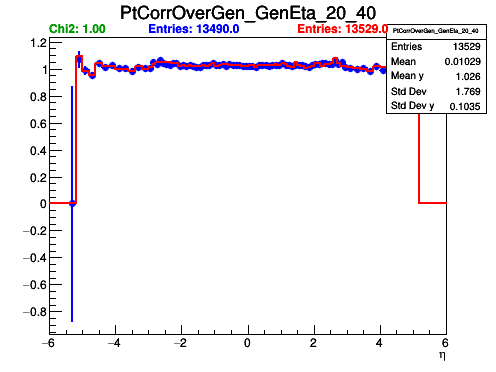 PtCorrOverGen_GenEta_20_40
Chi2: 1.00 Entries: 13490.0 Entries: 13529.0
PtCorrOverGen_GenEta_20_40
Entries 13529
Mean 0.01029
Mean y 1.026
Std Dev 1.769
Std Dev y 0.1035
1.2
1
0.8
0.6
0.4
0.2
0
−0.2
−0.4
−0.6
−0.8
−6 −4 −2 0 2 4 6
η